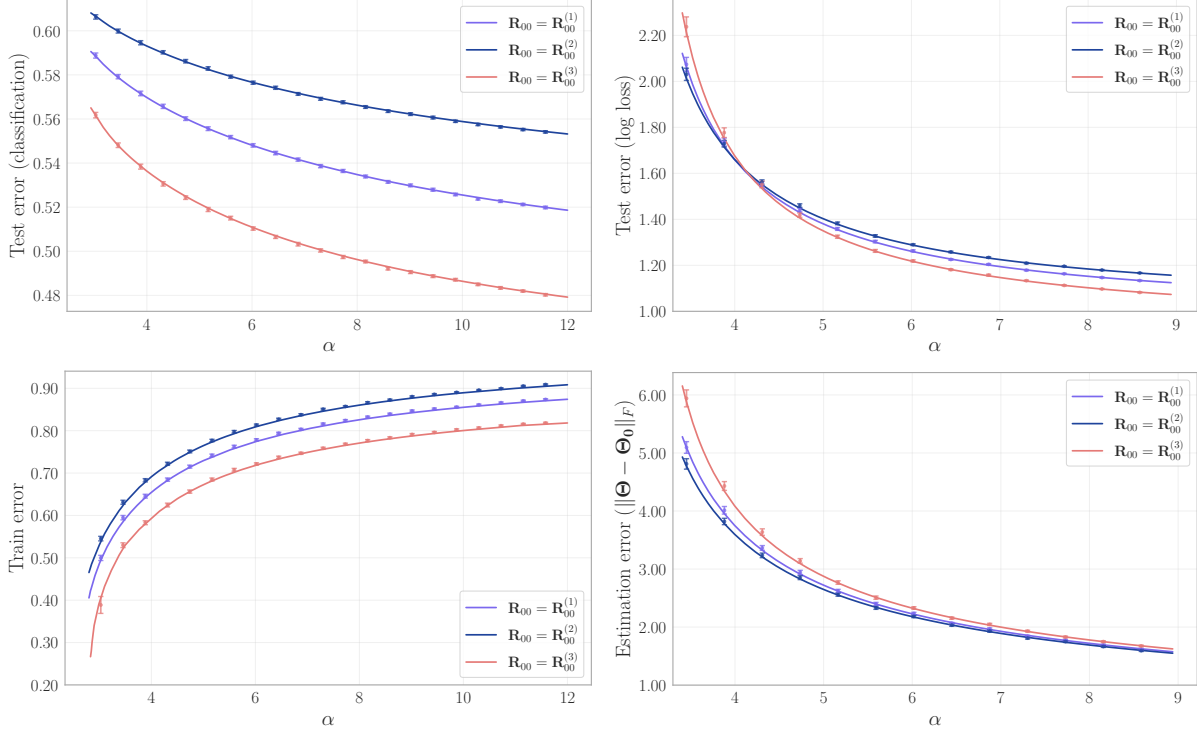 Test error (classification)
0.60
0.58
0.56
0.54
0.52
0.50
0.48
4 6 8 10 12
α
R₀₀ = R₀₀⁽¹⁾
R₀₀ = R₀₀⁽²⁾
R₀₀ = R₀₀⁽³⁾
Test error (log loss)
2.20
2.00
1.80
1.60
1.40
1.20
1.00
4 5 6 7 8 9
α
R₀₀ = R₀₀⁽¹⁾
R₀₀ = R₀₀⁽²⁾
R₀₀ = R₀₀⁽³⁾
Train error
0.90
0.80
0.70
0.60
0.50
0.40
0.30
0.20
4 6 8 10 12
α
R₀₀ = R₀₀⁽¹⁾
R₀₀ = R₀₀⁽²⁾
R₀₀ = R₀₀⁽³⁾
Estimation error (||Θ − Θ₀||_F)
6.00
5.00
4.00
3.00
2.00
1.00
4 5 6 7 8 9
α
R₀₀ = R₀₀⁽¹⁾
R₀₀ = R₀₀⁽²⁾
R₀₀ = R₀₀⁽³⁾